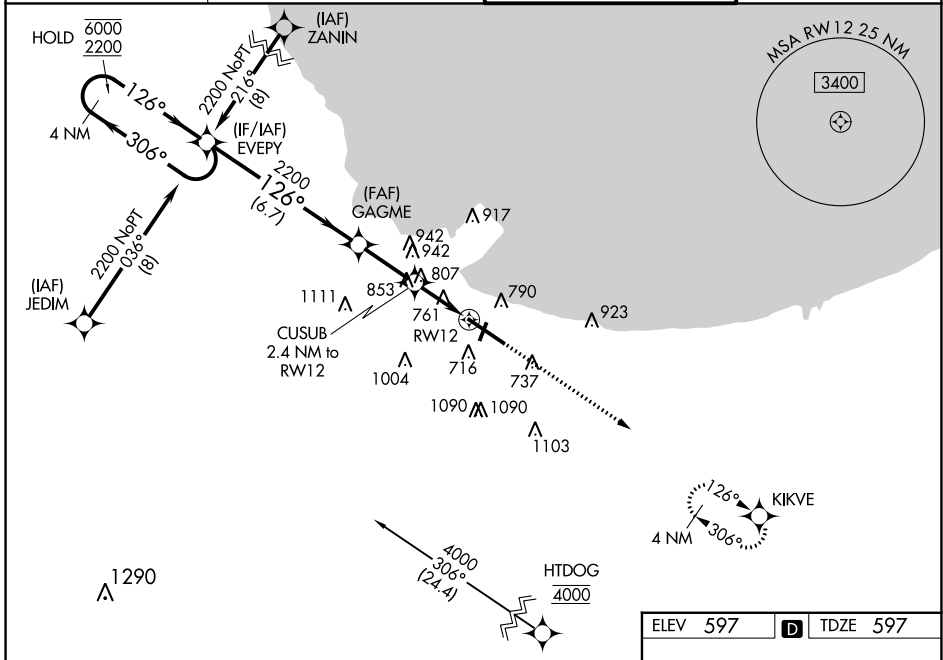 HOLD 6000
2200
(IAF)
ZANIN
2200 NoPT
216°
(8)
MSA RW12 25 NM
3400
126°
4 NM
306°
(IF/IAF)
EVEPY
2200
126°
(6.7)
(FAF)
GAGME
2200 NoPT
036°
(8)
(IAF)
JEDIM
917
942
942
807
853
1111
761
790
923
CUSUB
2.4 NM to
RW12
RW12
1004
716
737
1090
1090
1103
126°
KIKVE
4 NM
306°
4000
306°
(24.4)
HTDOG
4000
1290
ELEV 597 D TDZE 597